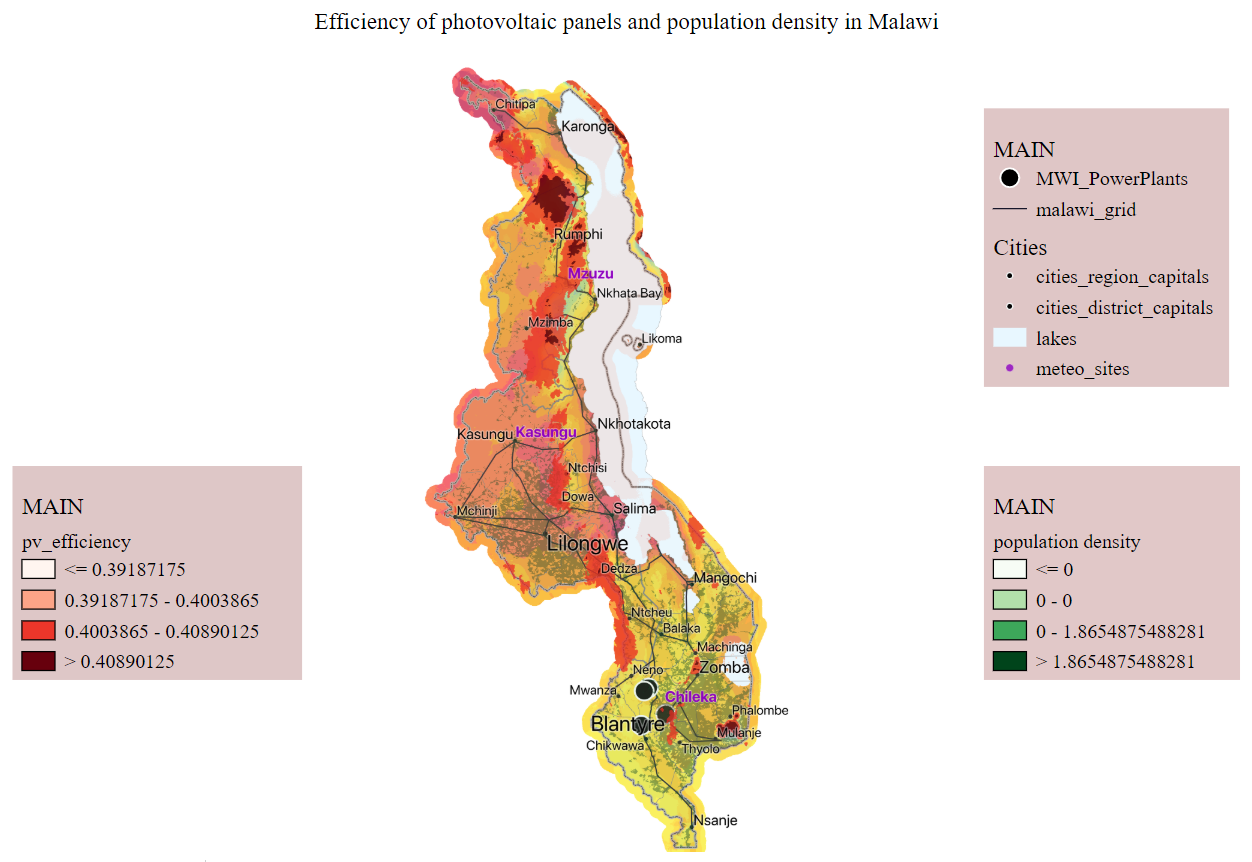 Efficiency of photovoltaic panels and population density in Malawi
Chitipa
Karonga
Rumphi
Mzuzu
Nkhata Bay
Mzimba
Likoma
Nkhotakota
Kasungu Kasungu
Ntchisi
Dowa
Mchinji
Salima
Lilongwe
Dedza
Mangochi
Ntcheu
Balaka
Machinga
Zomba
Neno
Mwanza
Chileka
Phalombe
Blantyre
Mulanje
Chikwawa
Thyolo
Nsanje
MAIN
MWI_PowerPlants
malawi_grid
Cities
cities_region_capitals
cities_district_capitals
lakes
meteo_sites
MAIN
pv_efficiency
<= 0.39187175
0.39187175 - 0.4003865
0.4003865 - 0.40890125
> 0.40890125
MAIN
population density
<= 0
0 - 0
0 - 1.8654875488281
> 1.8654875488281